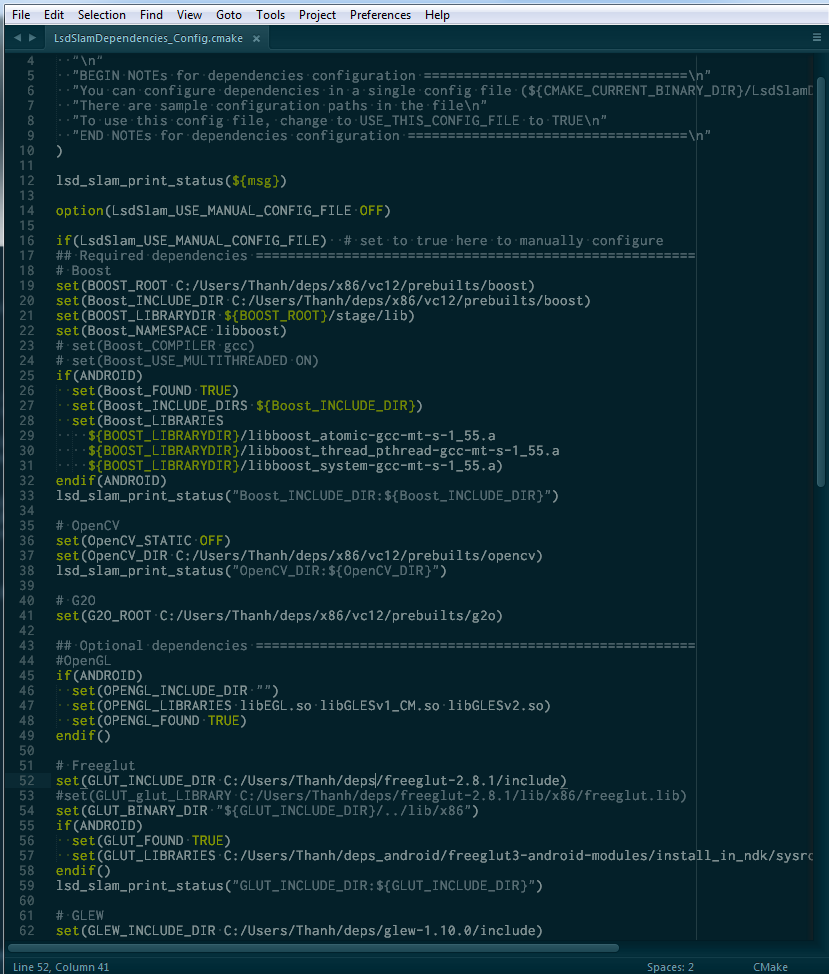 File Edit Selection Find View Goto Tools Project Preferences Help
LsdSlamDependencies_Config.cmake ×
4 "\n"
5 "BEGIN NOTEs for dependencies configuration =================================\n"
6 "You can configure dependencies in a single config file (${CMAKE_CURRENT_BINARY_DIR}/LsdSlamD
7 "There are sample configuration paths in the file\n"
8 "To use this config file, change to USE_THIS_CONFIG_FILE to TRUE\n"
9 "END NOTEs for dependencies configuration ===================================\n"
10 )
11
12 lsd_slam_print_status(${msg})
13
14 option(LsdSlam_USE_MANUAL_CONFIG_FILE OFF)
15
16 if(LsdSlam_USE_MANUAL_CONFIG_FILE)  # set to true here to manually configure
17 ## Required dependencies =======================================================
18 # Boost
19 set(BOOST_ROOT C:/Users/Thanh/deps/x86/vc12/prebuilts/boost)
20 set(Boost_INCLUDE_DIR C:/Users/Thanh/deps/x86/vc12/prebuilts/boost)
21 set(BOOST_LIBRARYDIR ${BOOST_ROOT}/stage/lib)
22 set(Boost_NAMESPACE libboost)
23 # set(Boost_COMPILER gcc)
24 # set(Boost_USE_MULTITHREADED ON)
25 if(ANDROID)
26   set(Boost_FOUND TRUE)
27   set(Boost_INCLUDE_DIRS ${Boost_INCLUDE_DIR})
28   set(Boost_LIBRARIES
29     ${BOOST_LIBRARYDIR}/libboost_atomic-gcc-mt-s-1_55.a
30     ${BOOST_LIBRARYDIR}/libboost_thread_pthread-gcc-mt-s-1_55.a
31     ${BOOST_LIBRARYDIR}/libboost_system-gcc-mt-s-1_55.a)
32 endif(ANDROID)
33 lsd_slam_print_status("Boost_INCLUDE_DIR:${Boost_INCLUDE_DIR}")
34
35 # OpenCV
36 set(OpenCV_STATIC OFF)
37 set(OpenCV_DIR C:/Users/Thanh/deps/x86/vc12/prebuilts/opencv)
38 lsd_slam_print_status("OpenCV_DIR:${OpenCV_DIR}")
39
40 # G2O
41 set(G2O_ROOT C:/Users/Thanh/deps/x86/vc12/prebuilts/g2o)
42
43 ## Optional dependencies =======================================================
44 #OpenGL
45 if(ANDROID)
46   set(OPENGL_INCLUDE_DIR "")
47   set(OPENGL_LIBRARIES libEGL.so libGLESv1_CM.so libGLESv2.so)
48   set(OPENGL_FOUND TRUE)
49 endif()
50
51 # Freeglut
52 set(GLUT_INCLUDE_DIR C:/Users/Thanh/deps/freeglut-2.8.1/include)
53 #set(GLUT_glut_LIBRARY C:/Users/Thanh/deps/freeglut-2.8.1/lib/x86/freeglut.lib)
54 set(GLUT_BINARY_DIR "${GLUT_INCLUDE_DIR}/../lib/x86")
55 if(ANDROID)
56   set(GLUT_FOUND TRUE)
57   set(GLUT_LIBRARIES C:/Users/Thanh/deps_android/freeglut3-android-modules/install_in_ndk/sysro
58 endif()
59 lsd_slam_print_status("GLUT_INCLUDE_DIR:${GLUT_INCLUDE_DIR}")
60
61 # GLEW
62 set(GLEW_INCLUDE_DIR C:/Users/Thanh/deps/glew-1.10.0/include)
Line 52, Column 41 Spaces: 2 CMake